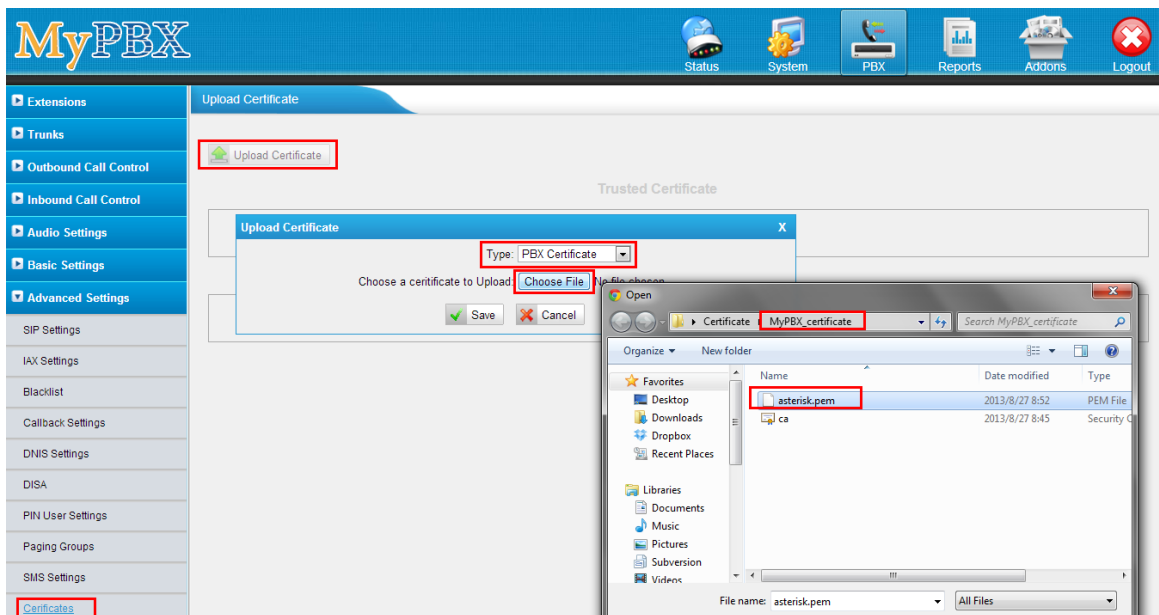 MyPBX
Status System PBX Reports Addons Logout
Extensions
Trunks
Outbound Call Control
Inbound Call Control
Audio Settings
Basic Settings
Advanced Settings
SIP Settings
IAX Settings
Blacklist
Callback Settings
DNIS Settings
DISA
PIN User Settings
Paging Groups
SMS Settings
Certificates
Upload Certificate
Upload Certificate
Trusted Certificate
Upload Certificate X
Type: PBX Certificate
Choose a ceritificate to Upload: Choose File No file chosen
Save Cancel
Open
Certificate MyPBX_certificate Search MyPBX_certificate
Organize New folder
Favorites
Desktop
Downloads
Dropbox
Recent Places
Libraries
Documents
Music
Pictures
Subversion
Videos
Name Date modified Type
asterisk.pem 2013/8/27 8:52 PEM File
ca 2013/8/27 8:45 Security
File name: asterisk.pem All Files